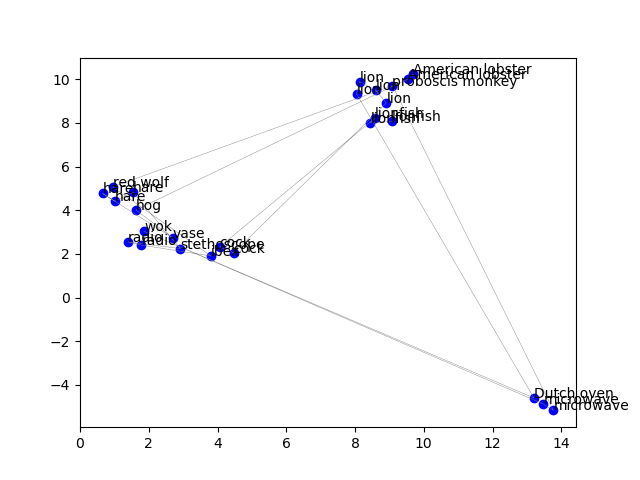 American lobster
American lobster
proboscis monkey
lion
lion
lion
lion
lionfish
lionfish
lionfish
red wolf
hare
hare
hare
hog
wok
vase
radio
radio
stethoscope
cock
cock
Dutch oven
microwave
microwave
10
8
6
4
2
0
−2
−4
0
2
4
6
8
10
12
14